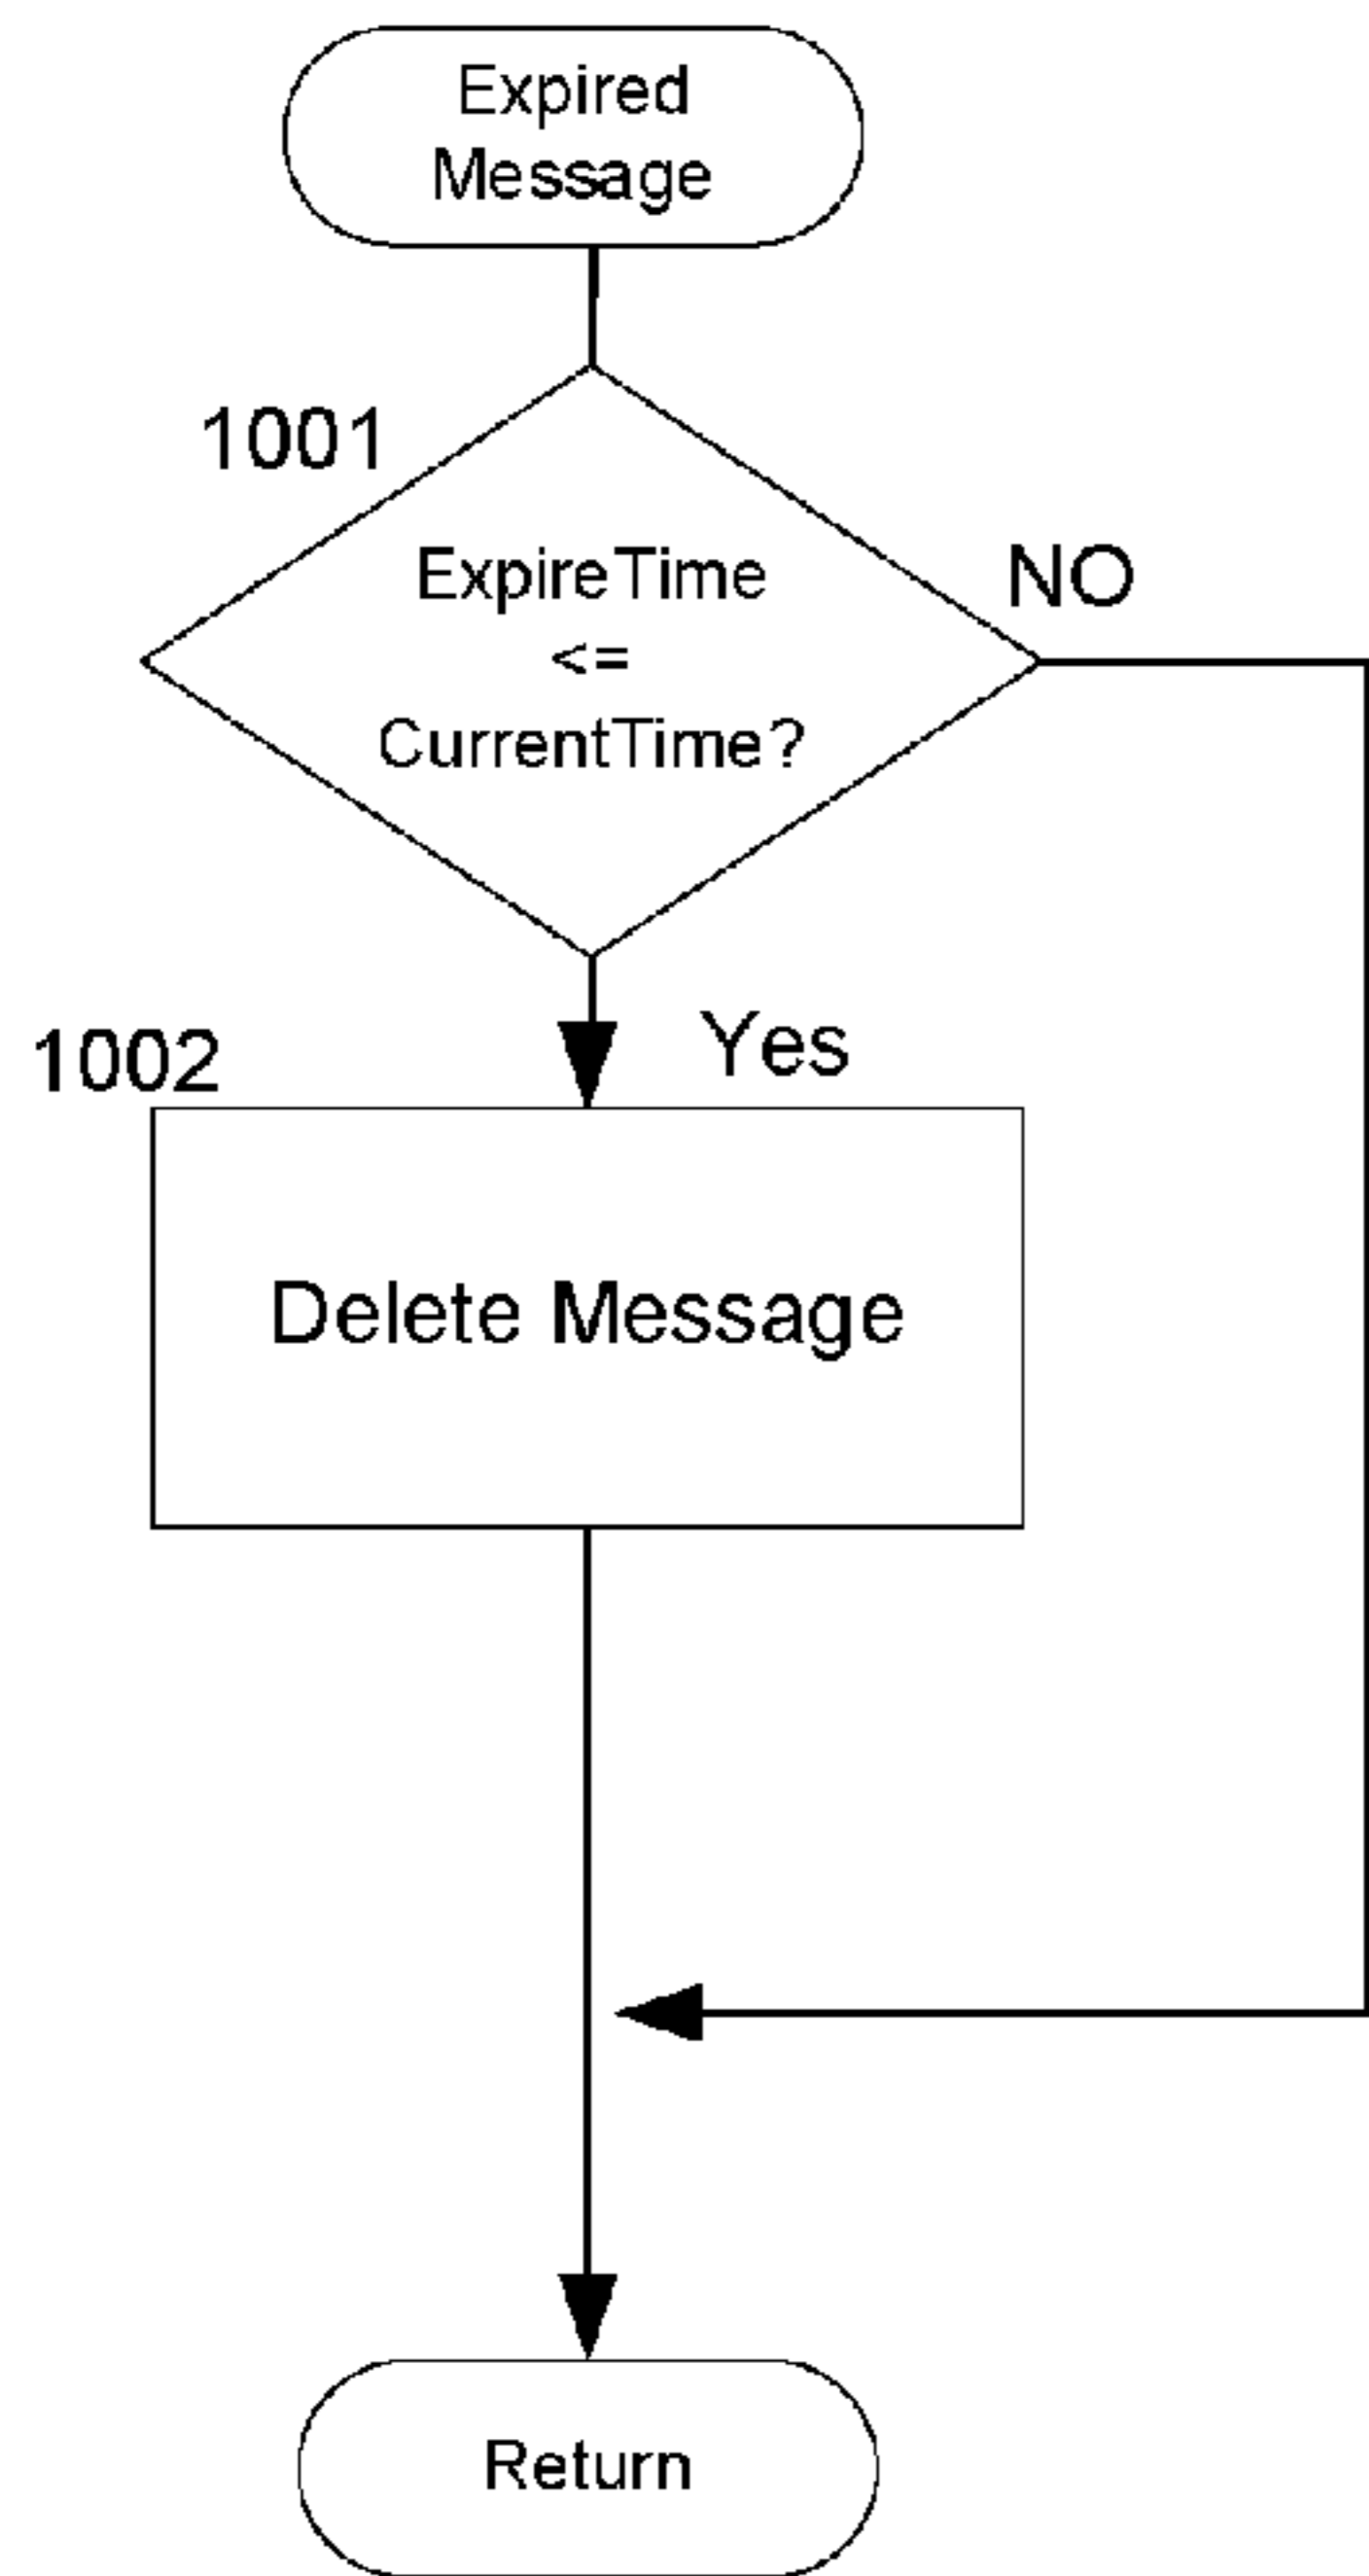 Expired
Message
1001
ExpireTime
<=
CurrentTime?
NO
Yes
1002
Delete Message
Return